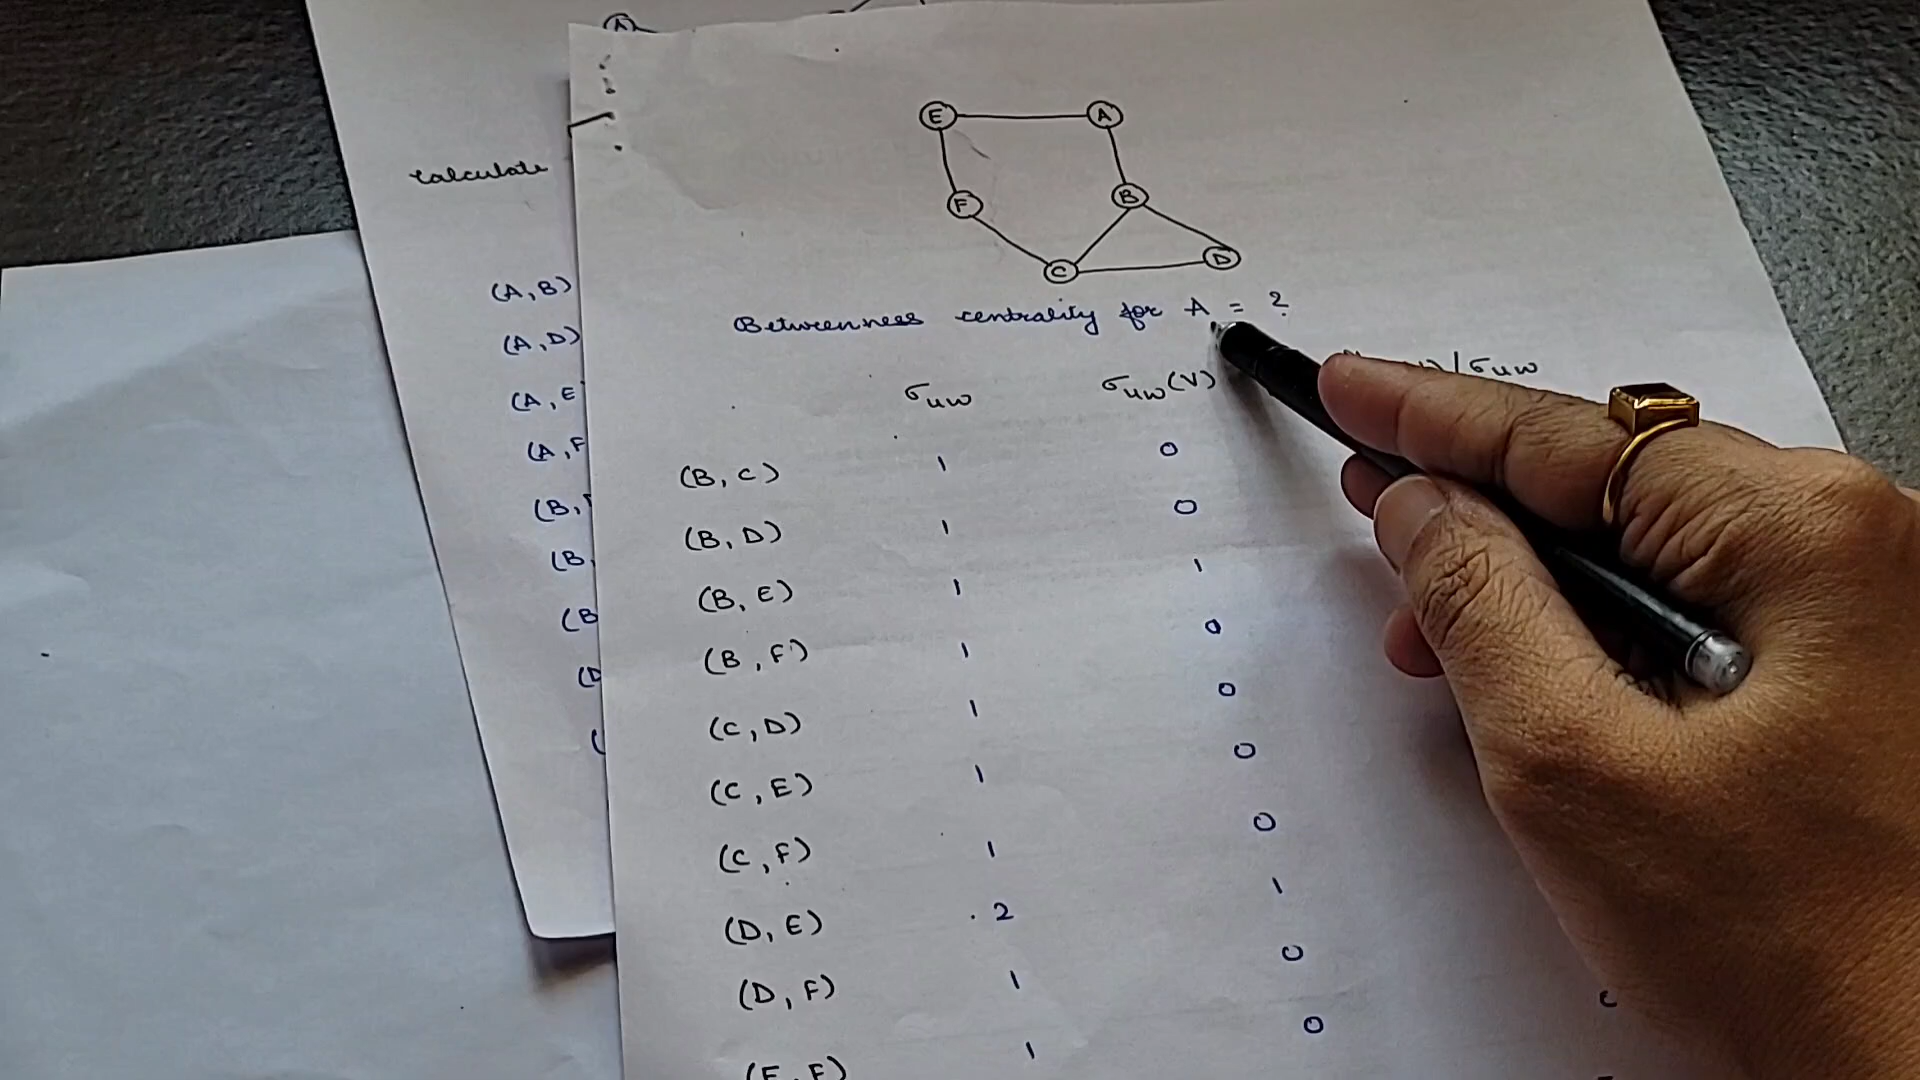 A
E A
F B
C D
calculate
(A,B)
(A,D)
(A,E
(A,F
(B,
(B,
(B
(D
(
Betweenness centrality for A = ?
σuw σuw(v) /σuw
(B, C) 1 0
(B, D) 1 0
(B, E) 1 1
(B, F) 1 0
(C, D) 1 0
(C, E) 1 0
(C, F) 1 0
(D, E) 2 1
(D, F) 1 0
(E, F) 1 0